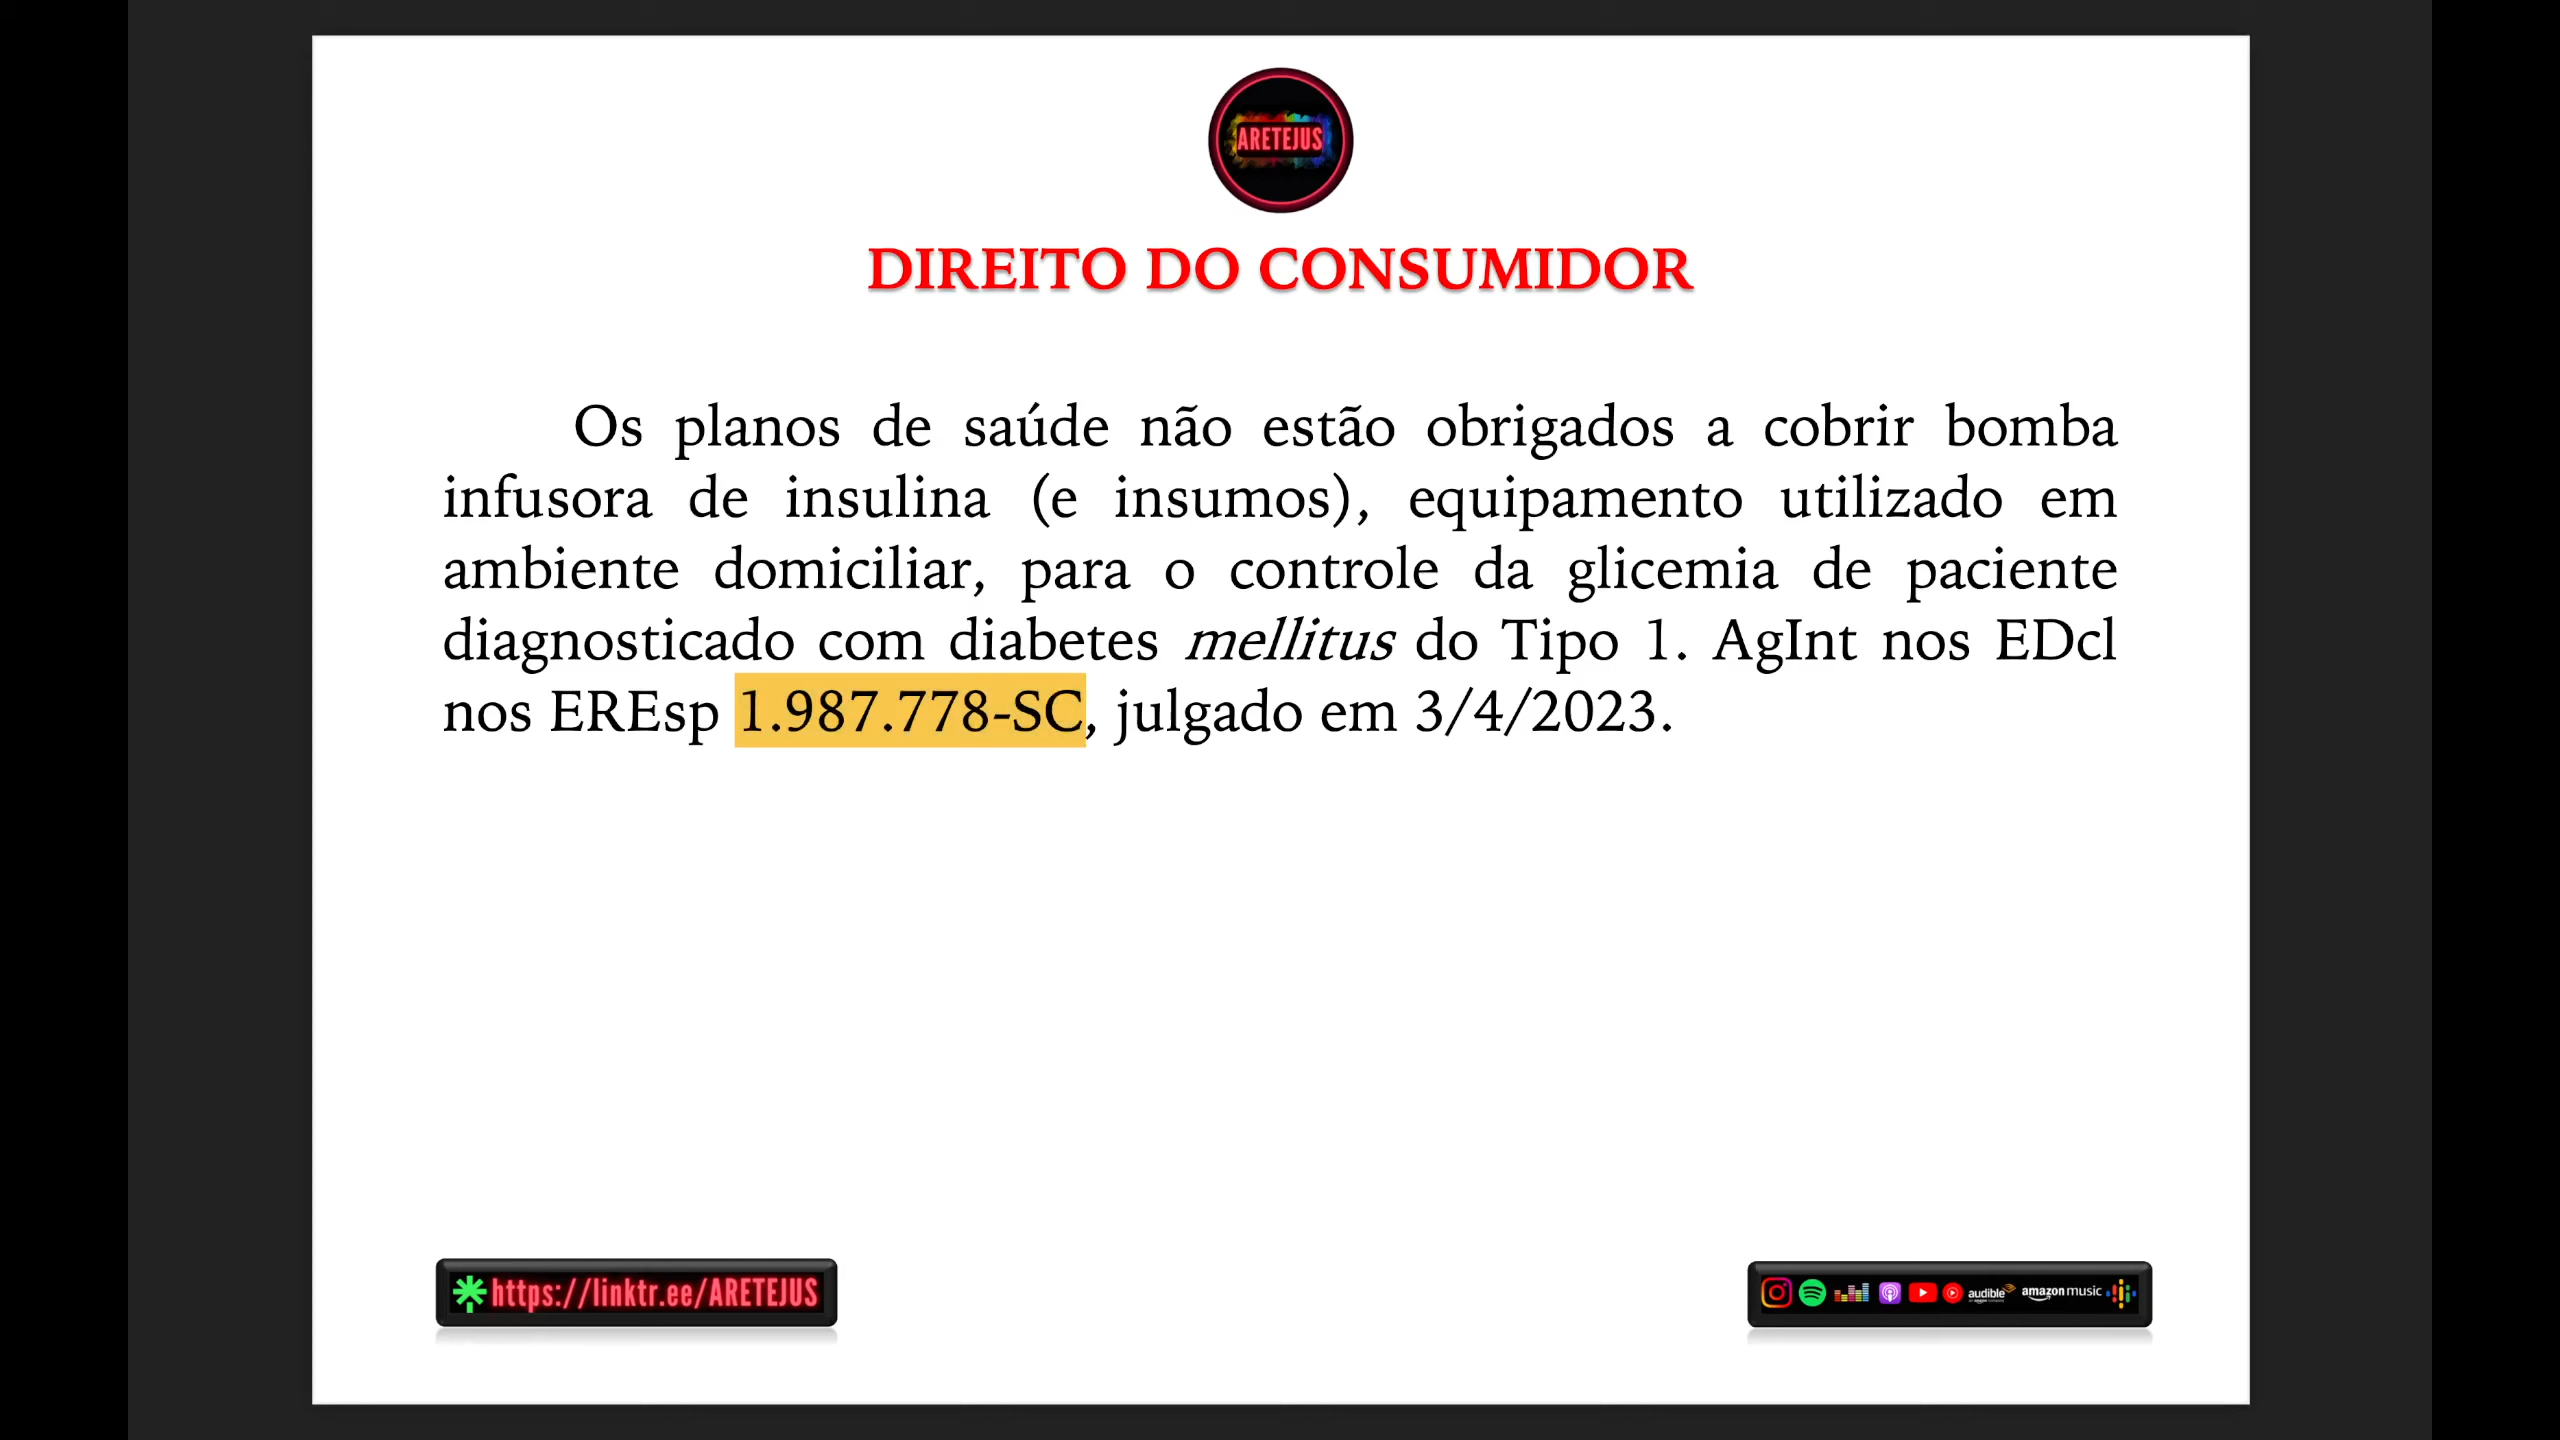 ARETEJUS
DIREITO DO CONSUMIDOR
Os planos de saúde não estão obrigados a cobrir bomba
infusora de insulina (e insumos), equipamento utilizado em
ambiente domiciliar, para o controle da glicemia de paciente
diagnosticado com diabetes mellitus do Tipo 1. AgInt nos EDcl
nos EREsp 1.987.778-SC, julgado em 3/4/2023.
https://linktr.ee/ARETEJUS
audible amazon music